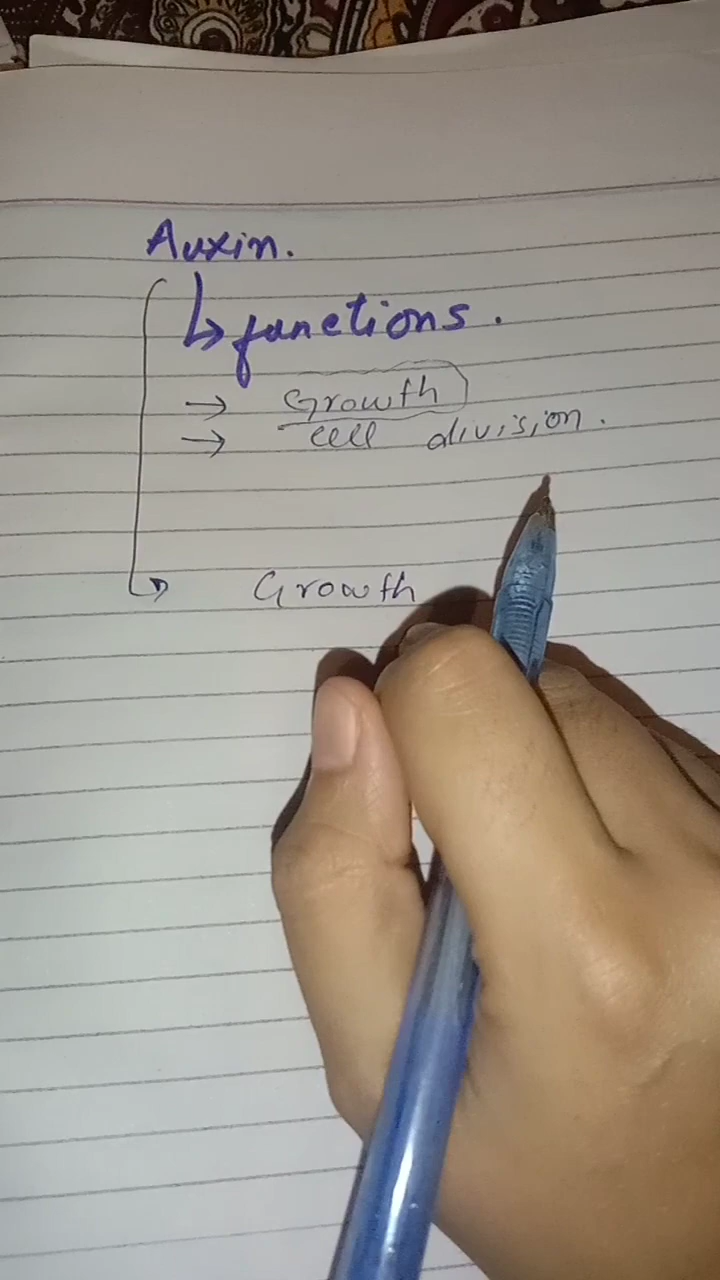 Auxin.
↳ functions.
→ Growth
→ cell division.
↳ Growth